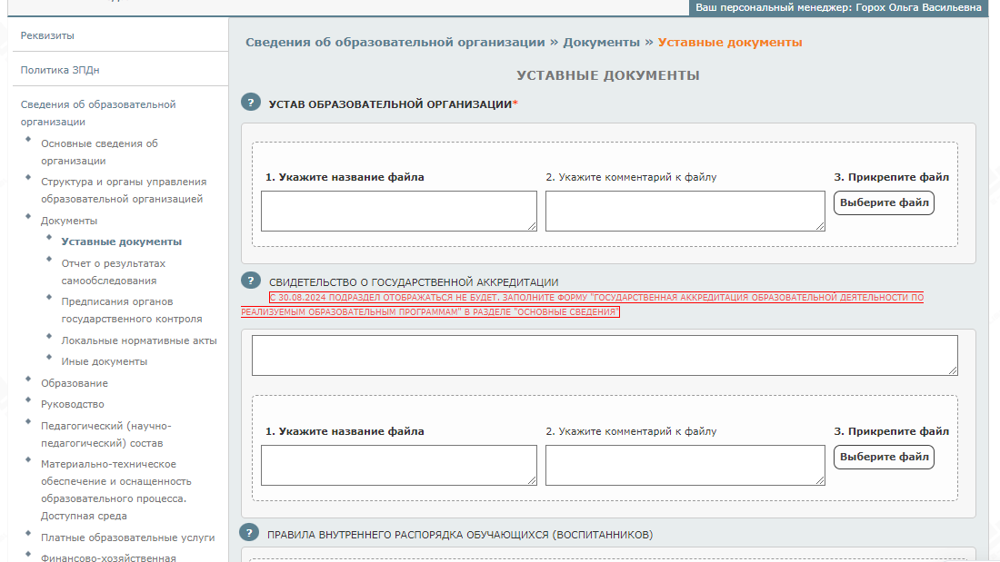 Ваш персональный менеджер: Горох Ольга Васильевна
Реквизиты
Политика ЗПДн
Сведения об образовательной
организации
Основные сведения об
организации
Структура и органы управления
образовательной организацией
Документы
Уставные документы
Отчет о результатах
самообследования
Предписания органов
государственного контроля
Локальные нормативные акты
Иные документы
Образование
Руководство
Педагогический (научно-
педагогический) состав
Материально-техническое
обеспечение и оснащенность
образовательного процесса.
Доступная среда
Платные образовательные услуги
Финансово-хозяйственная
Сведения об образовательной организации » Документы » Уставные документы
УСТАВНЫЕ ДОКУМЕНТЫ
? УСТАВ ОБРАЗОВАТЕЛЬНОЙ ОРГАНИЗАЦИИ*
1. Укажите название файла 2. Укажите комментарий к файлу 3. Прикрепите файл
Выберите файл
? СВИДЕТЕЛЬСТВО О ГОСУДАРСТВЕННОЙ АККРЕДИТАЦИИ
С 30.08.2024 ПОДРАЗДЕЛ ОТОБРАЖАТЬСЯ НЕ БУДЕТ. ЗАПОЛНИТЕ ФОРМУ "ГОСУДАРСТВЕННАЯ АККРЕДИТАЦИЯ ОБРАЗОВАТЕЛЬНОЙ ДЕЯТЕЛЬНОСТИ ПО
РЕАЛИЗУЕМЫМ ОБРАЗОВАТЕЛЬНЫМ ПРОГРАММАМ" В РАЗДЕЛЕ "ОСНОВНЫЕ СВЕДЕНИЯ"
1. Укажите название файла 2. Укажите комментарий к файлу 3. Прикрепите файл
Выберите файл
? ПРАВИЛА ВНУТРЕННЕГО РАСПОРЯДКА ОБУЧАЮЩИХСЯ (ВОСПИТАННИКОВ)